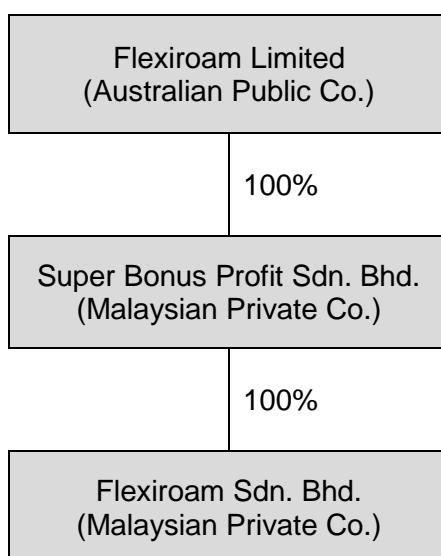 Flexiroam Limited
(Australian Public Co.)
100%
Super Bonus Profit Sdn. Bhd.
(Malaysian Private Co.)
100%
Flexiroam Sdn. Bhd.
(Malaysian Private Co.)